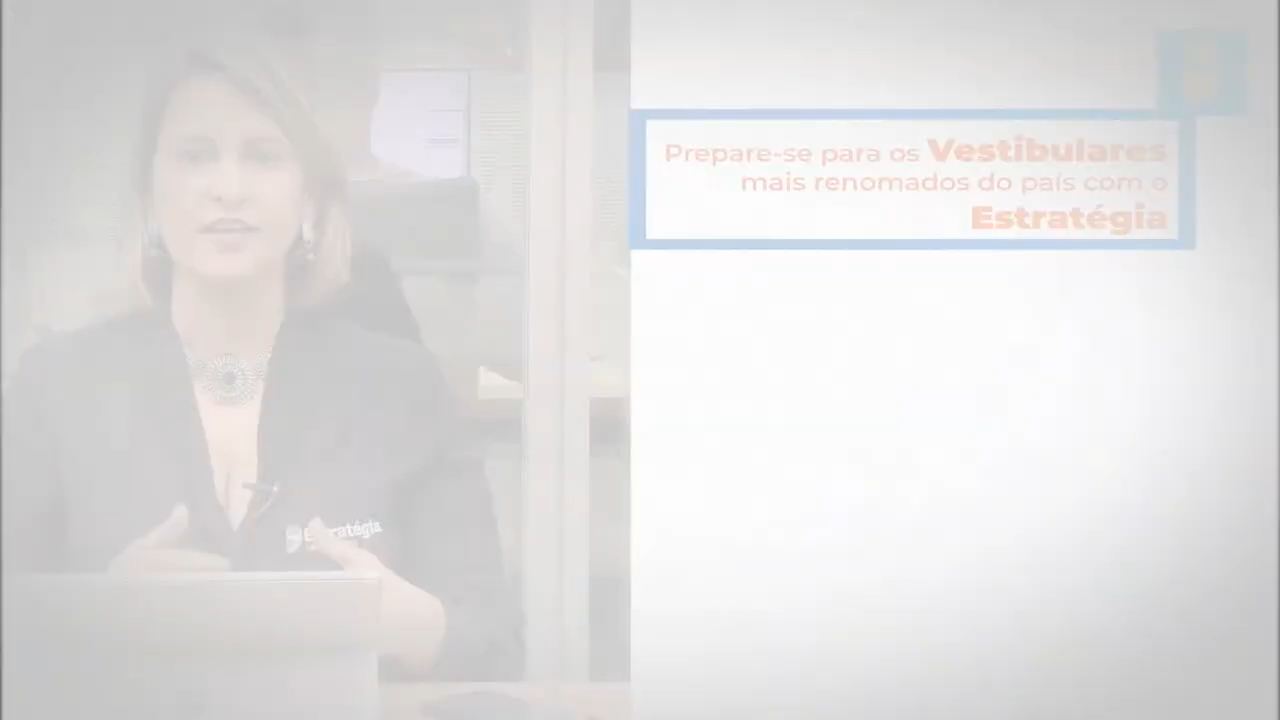 Prepare-se para os Vestibulares
mais renomados do país com o
Estratégia
Estratégia